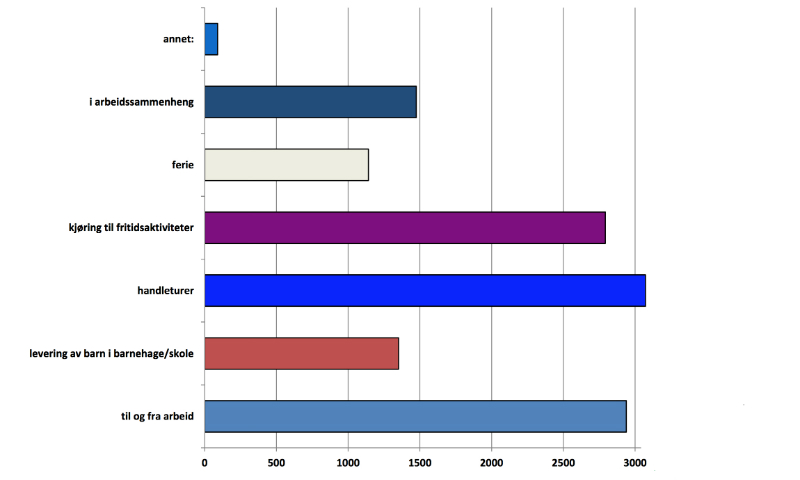 annet:
i arbeidssammenheng
ferie
kjøring til fritidsaktiviteter
handleturer
levering av barn i barnehage/skole
til og fra arbeid
0 500 1000 1500 2000 2500 3000